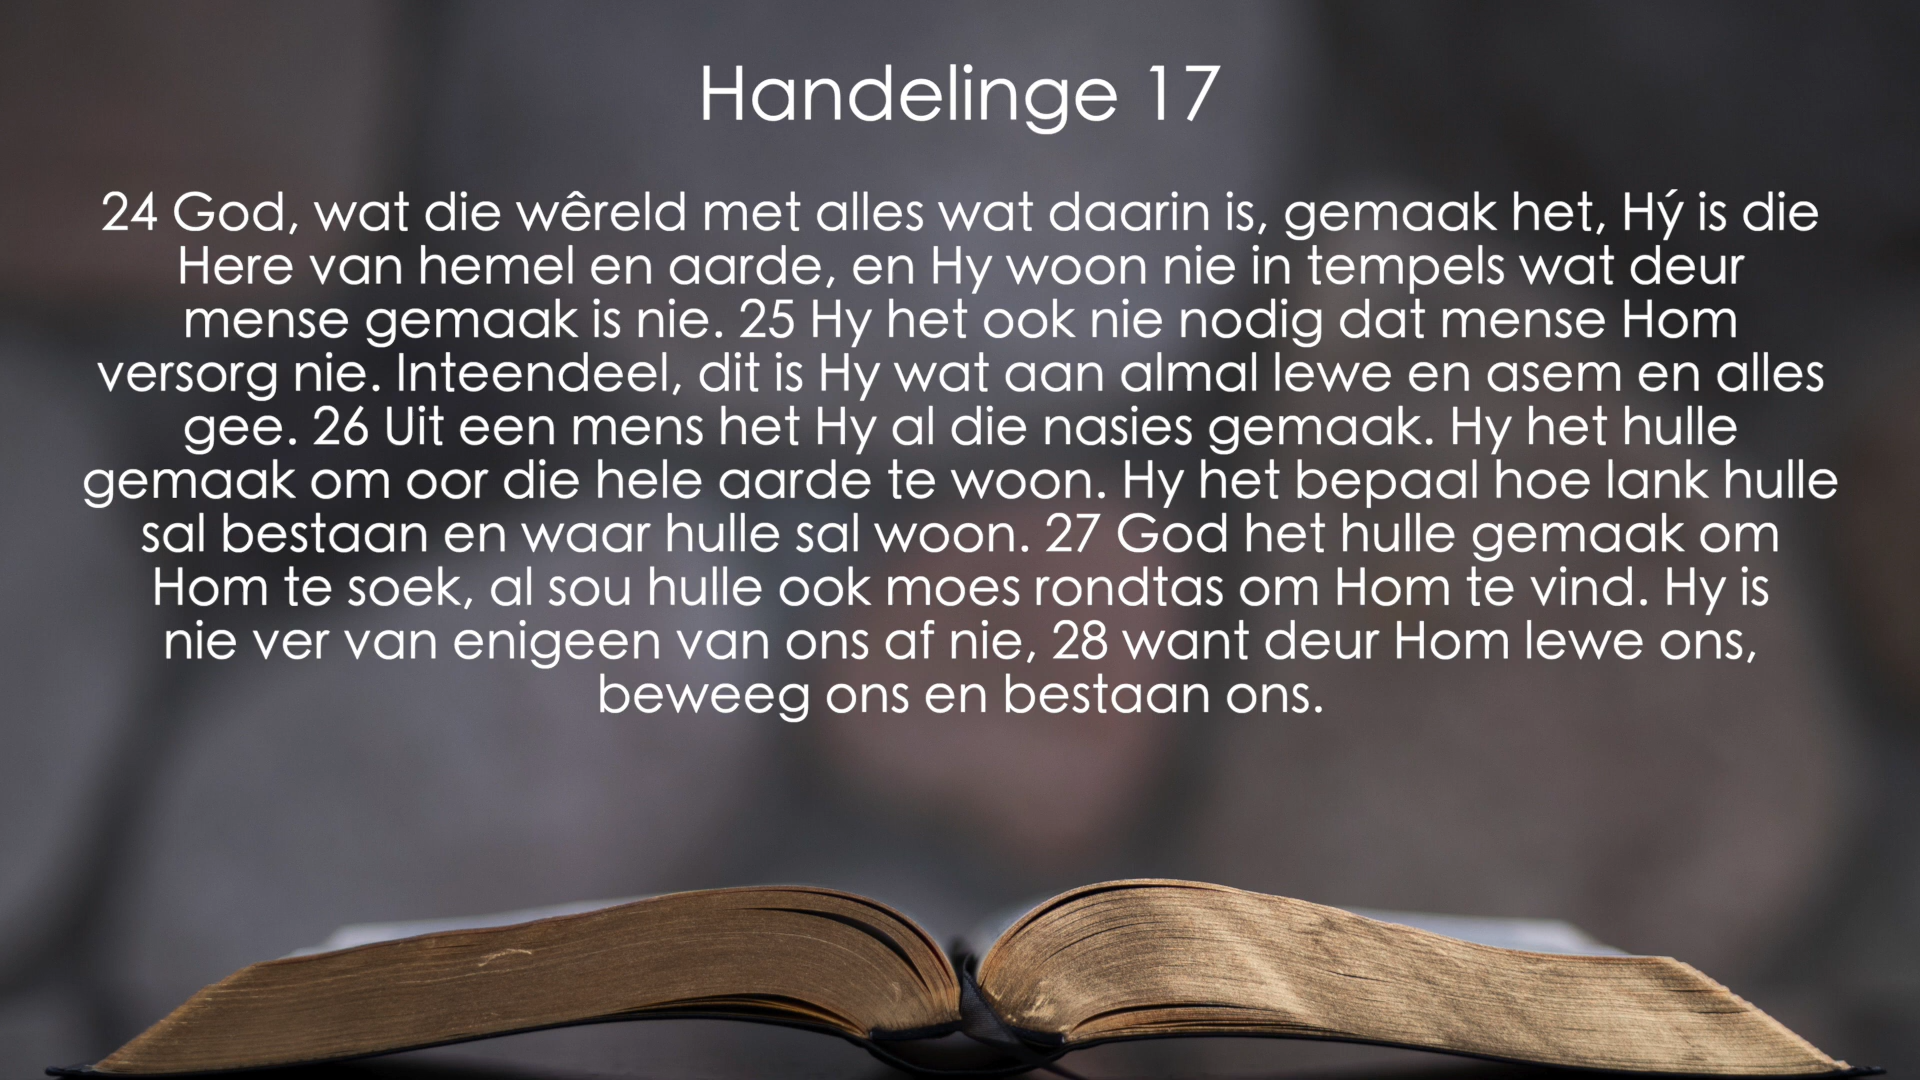 Handelinge 17
24 God, wat die wêreld met alles wat daarin is, gemaak het, Hý is die
Here van hemel en aarde, en Hy woon nie in tempels wat deur
mense gemaak is nie. 25 Hy het ook nie nodig dat mense Hom
versorg nie. Inteendeel, dit is Hy wat aan almal lewe en asem en alles
gee. 26 Uit een mens het Hy al die nasies gemaak. Hy het hulle
gemaak om oor die hele aarde te woon. Hy het bepaal hoe lank hulle
sal bestaan en waar hulle sal woon. 27 God het hulle gemaak om
Hom te soek, al sou hulle ook moes rondtas om Hom te vind. Hy is
nie ver van enigeen van ons af nie, 28 want deur Hom lewe ons,
beweeg ons en bestaan ons.